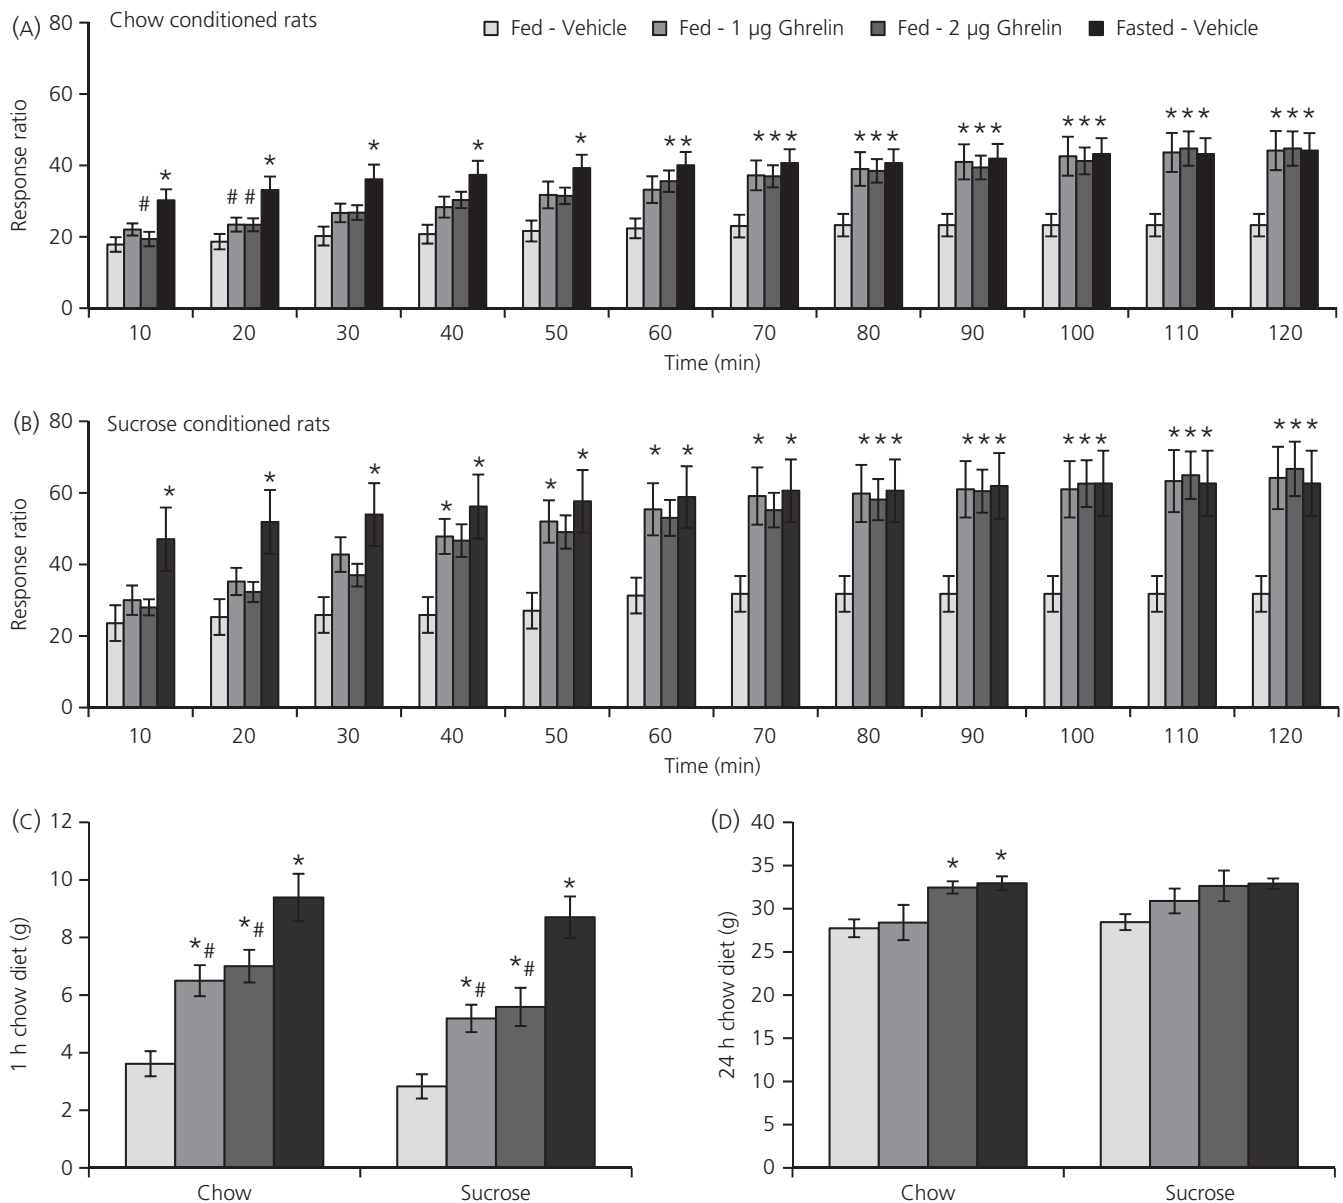 (A) Chow conditioned rats
Fed - Vehicle Fed - 1 µg Ghrelin Fed - 2 µg Ghrelin Fasted - Vehicle
Response ratio
80
60
40
20
0
* # * # # * * * * * * * * * * * * * * * * * * * * * * * *
10 20 30 40 50 60 70 80 90 100 110 120
Time (min)
(B) Sucrose conditioned rats
Response ratio
80
60
40
20
0
* * * * * * * * * * * * * * * * * * * * * * * * * *
10 20 30 40 50 60 70 80 90 100 110 120
Time (min)
(C)
1 h chow diet (g)
12
10
8
6
4
2
0
*# *# * *# *# *
Chow Sucrose
(D)
24 h chow diet (g)
40
35
30
25
20
15
10
5
0
* *
Chow Sucrose